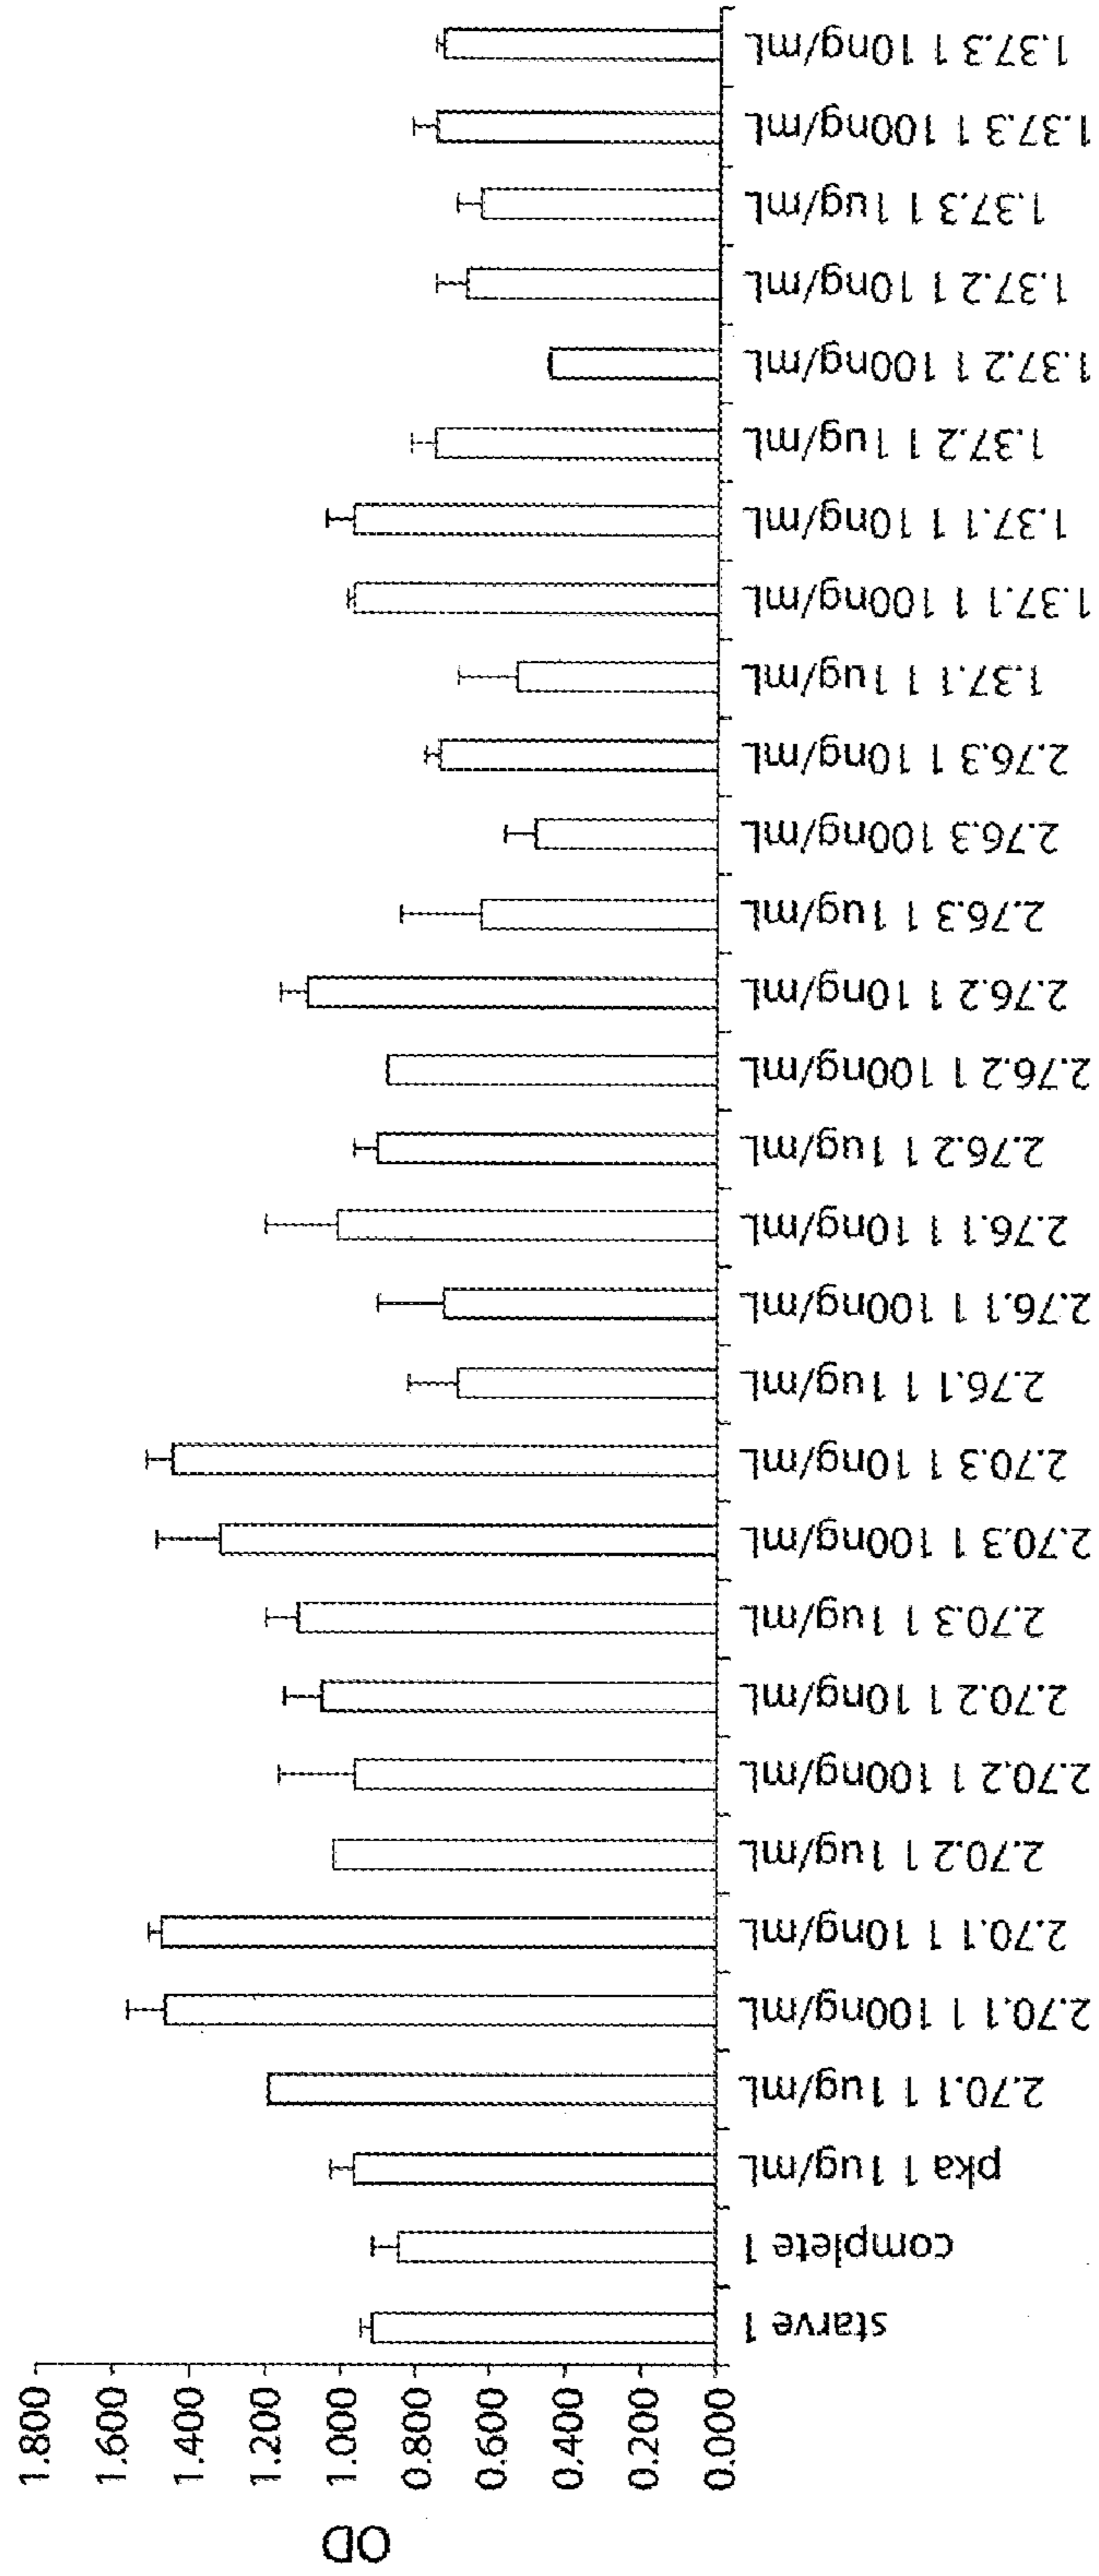 OD
1.800
1.600
1.400
1.200
1.000
0.800
0.600
0.400
0.200
0.000
starve 1
complete 1
pka 1 1ug/mL
2.70.1 1 1ug/mL
2.70.1 1 100ng/mL
2.70.1 1 10ng/mL
2.70.2 1 1ug/mL
2.70.2 1 100ng/mL
2.70.2 1 10ng/mL
2.70.3 1 1ug/mL
2.70.3 1 100ng/mL
2.70.3 1 10ng/mL
2.76.1 1 1ug/mL
2.76.1 1 100ng/mL
2.76.1 1 10ng/mL
2.76.2 1 1ug/mL
2.76.2 1 100ng/mL
2.76.2 1 10ng/mL
2.76.3 1 1ug/mL
2.76.3 100ng/mL
2.76.3 1 10ng/mL
1.37.1 1 1ug/mL
1.37.1 1 100ng/mL
1.37.1 1 10ng/mL
1.37.2 1 1ug/mL
1.37.2 1 100ng/mL
1.37.2 1 10ng/mL
1.37.3 1 1ug/mL
1.37.3 1 100ng/mL
1.37.3 1 10ng/mL